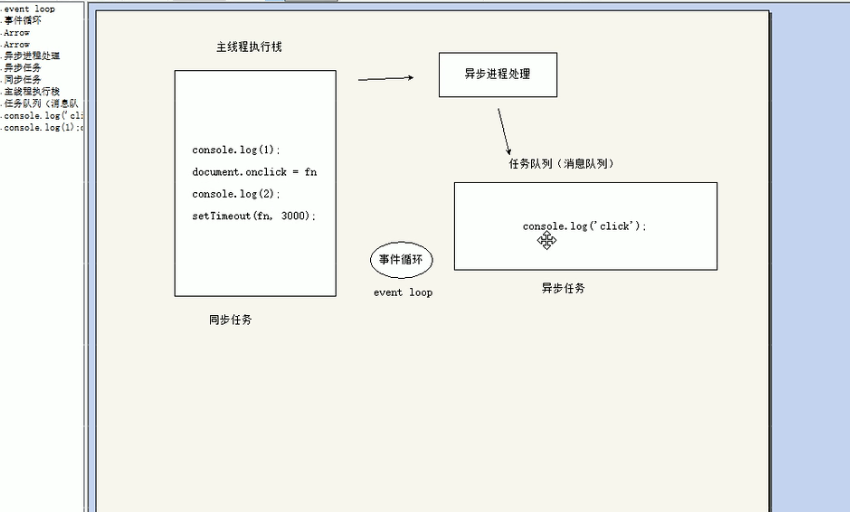 event loop
事件循环
Arrow
Arrow
异步进程处理
异步任务
同步任务
主线程执行栈
任务队列（消息队
console.log('cli
console.log(1);c
主线程执行栈
console.log(1);
document.onclick = fn
console.log(2);
setTimeout(fn, 3000);
同步任务
异步进程处理
任务队列（消息队列）
console.log('click');
异步任务
事件循环
event loop